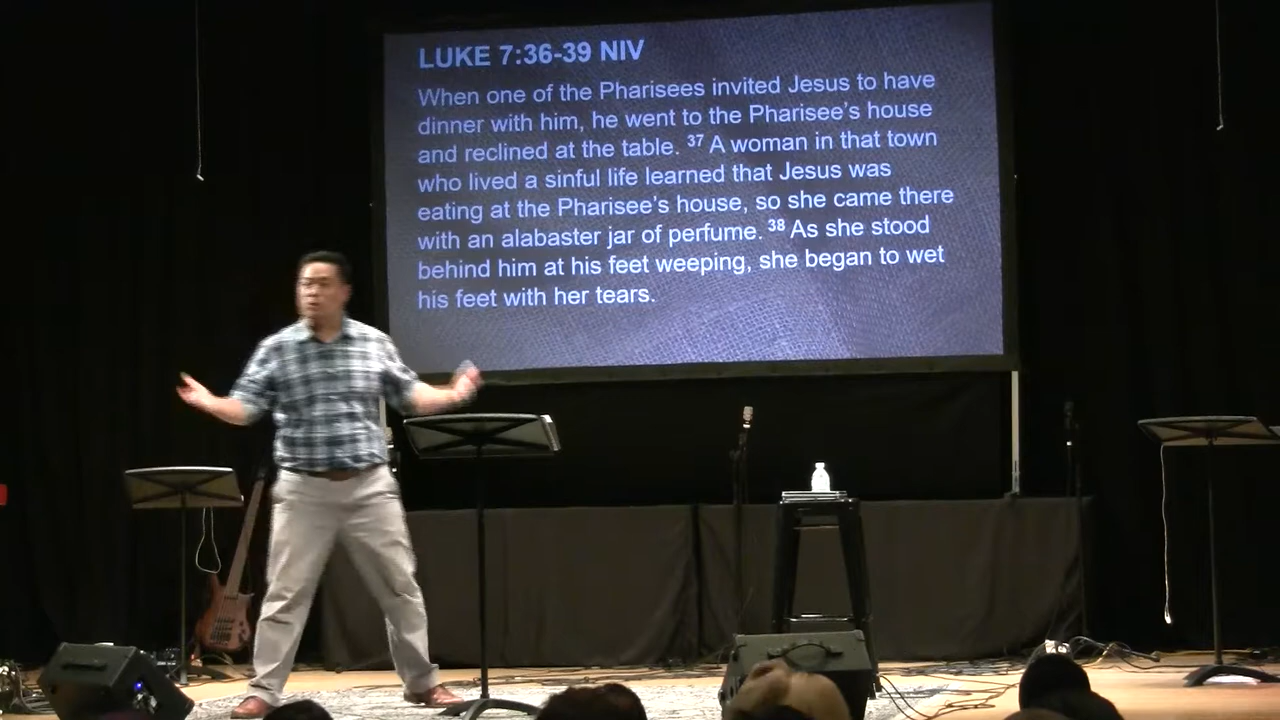 LUKE 7:36-39 NIV
When one of the Pharisees invited Jesus to have
dinner with him, he went to the Pharisee’s house
and reclined at the table. 37 A woman in that town
who lived a sinful life learned that Jesus was
eating at the Pharisee’s house, so she came there
with an alabaster jar of perfume. 38 As she stood
behind him at his feet weeping, she began to wet
his feet with her tears.